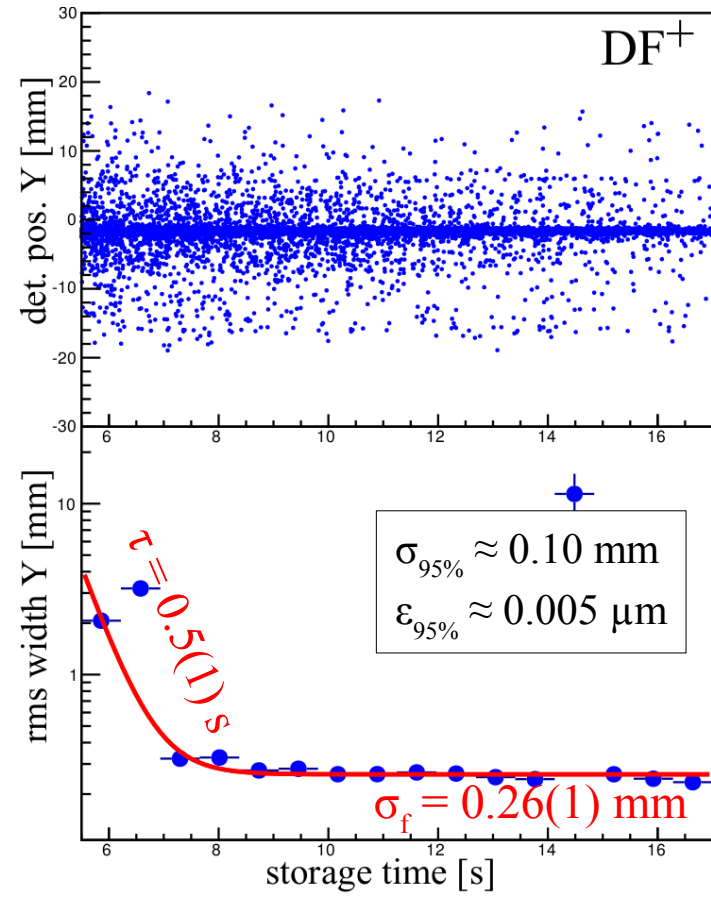 DF⁺
det. pos. Y [mm]
30
20
10
0
-10
-20
-30
6 8 10 12 14 16
rms width Y [mm]
10
1
τ = 0.5(1) s
σ95% ≈ 0.10 mm
ε95% ≈ 0.005 µm
σf = 0.26(1) mm
6 8 10 12 14 16
storage time [s]